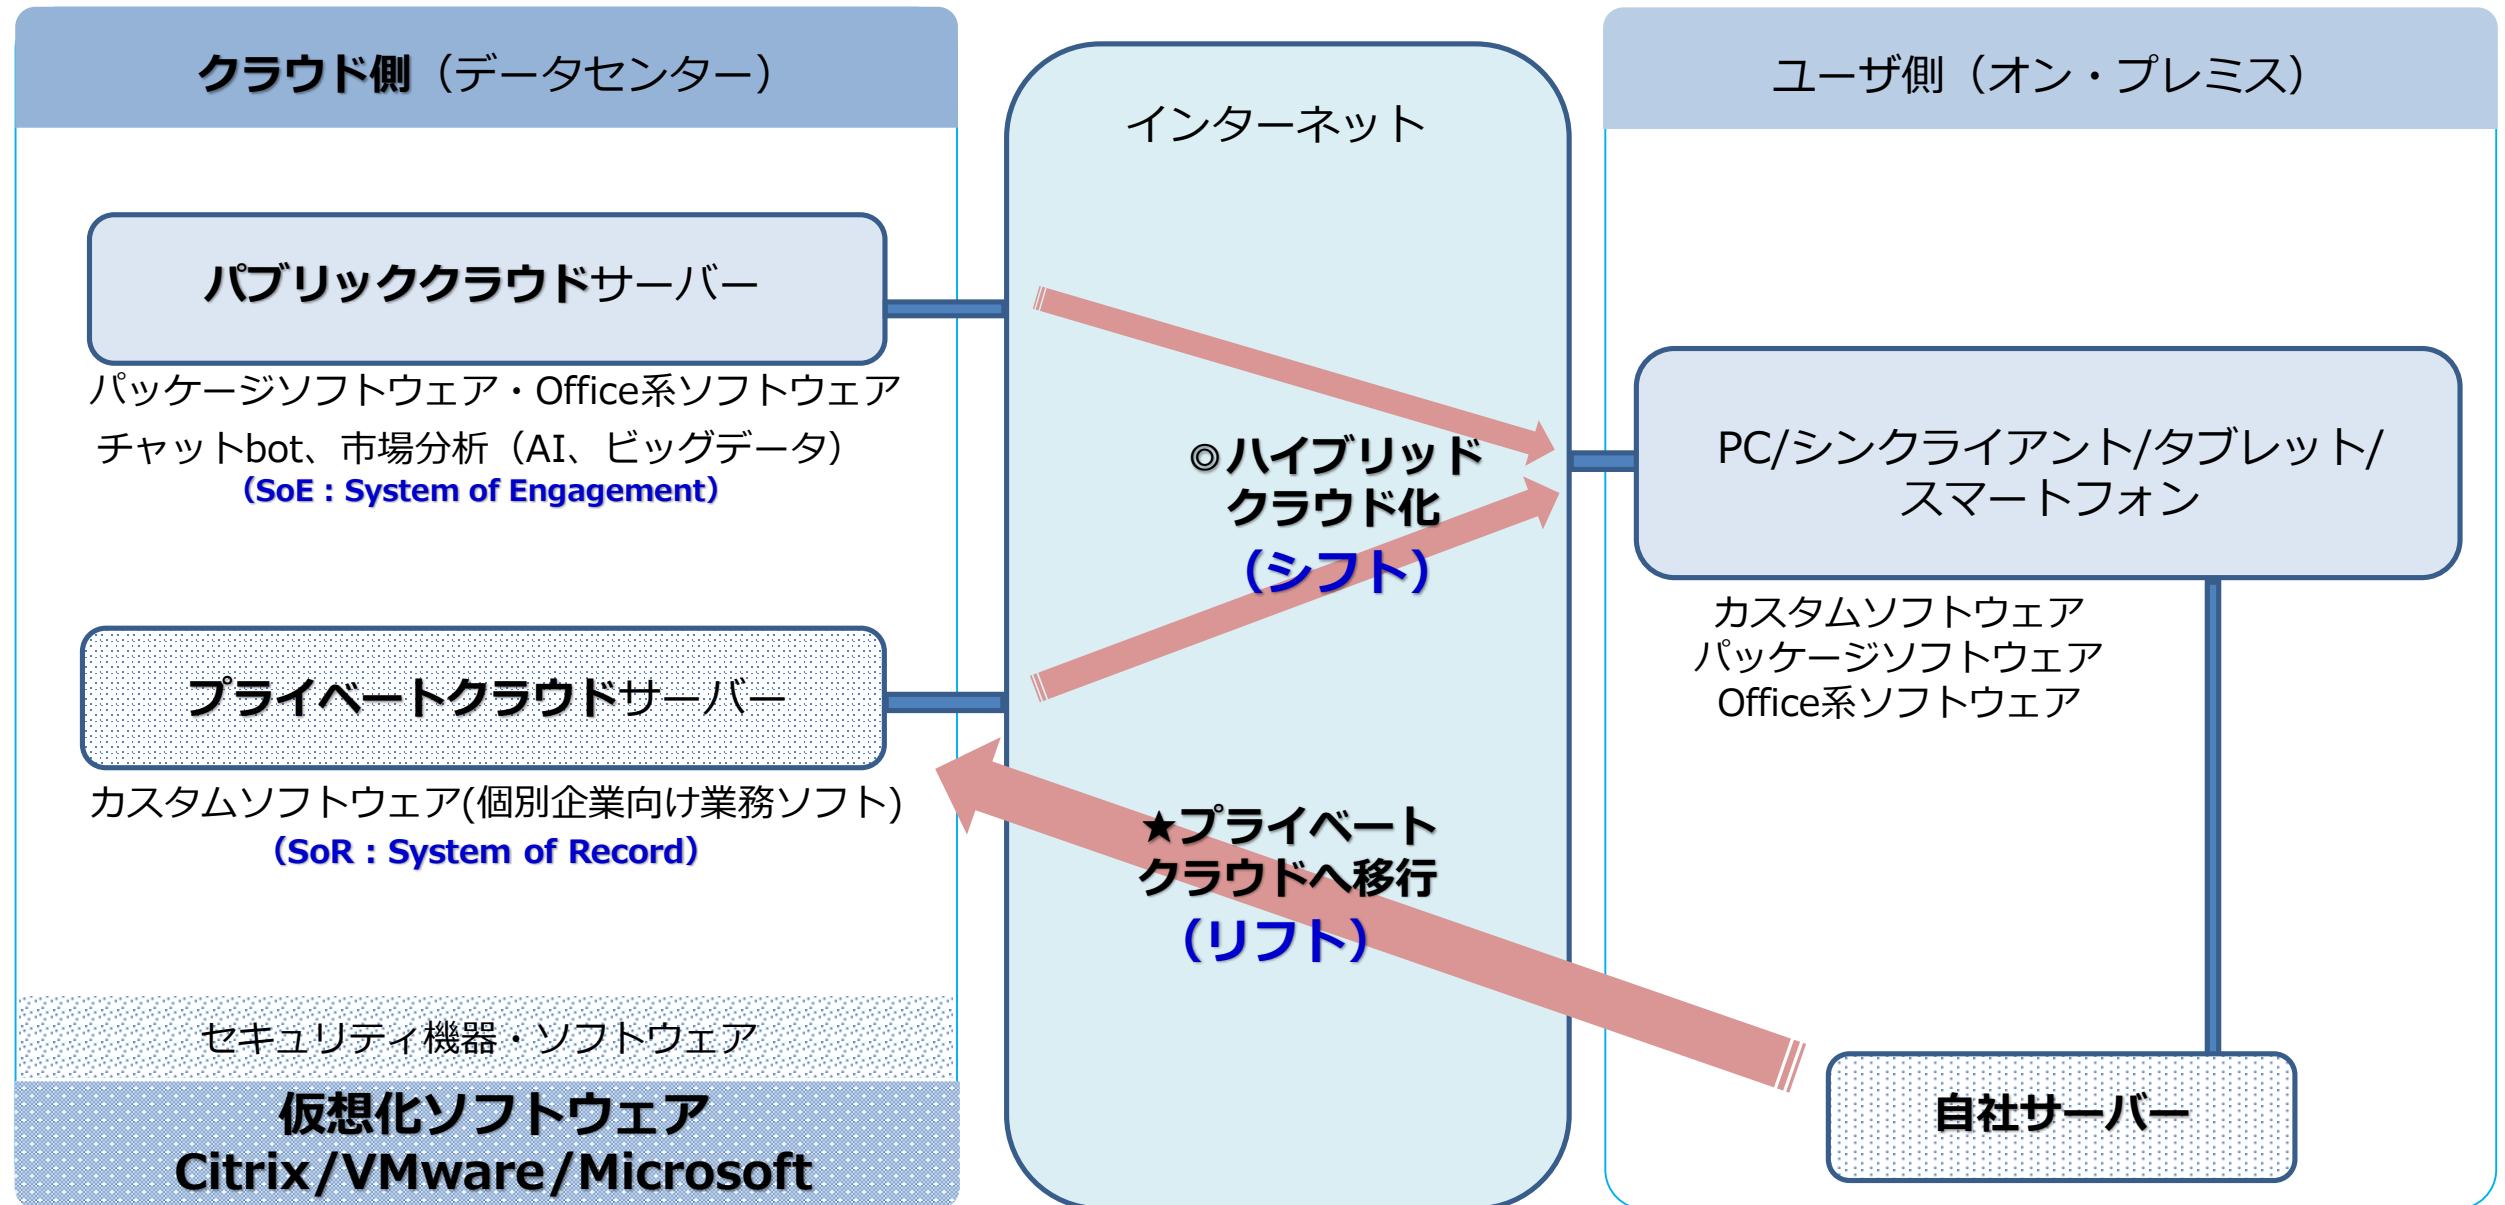 クラウド側（データセンター）
パブリッククラウドサーバー
パッケージソフトウェア・Office系ソフトウェア
チャットbot、市場分析（AI、ビッグデータ）
（SoE：System of Engagement）
プライベートクラウドサーバー
カスタムソフトウェア(個別企業向け業務ソフト)
（SoR：System of Record）
セキュリティ機器・ソフトウェア
仮想化ソフトウェア
Citrix/VMware/Microsoft
インターネット
◎ハイブリッド
クラウド化
（シフト）
★プライベート
クラウドへ移行
（リフト）
ユーザ側（オン・プレミス）
PC/シンクライアント/タブレット/
スマートフォン
カスタムソフトウェア
パッケージソフトウェア
Office系ソフトウェア
自社サーバー